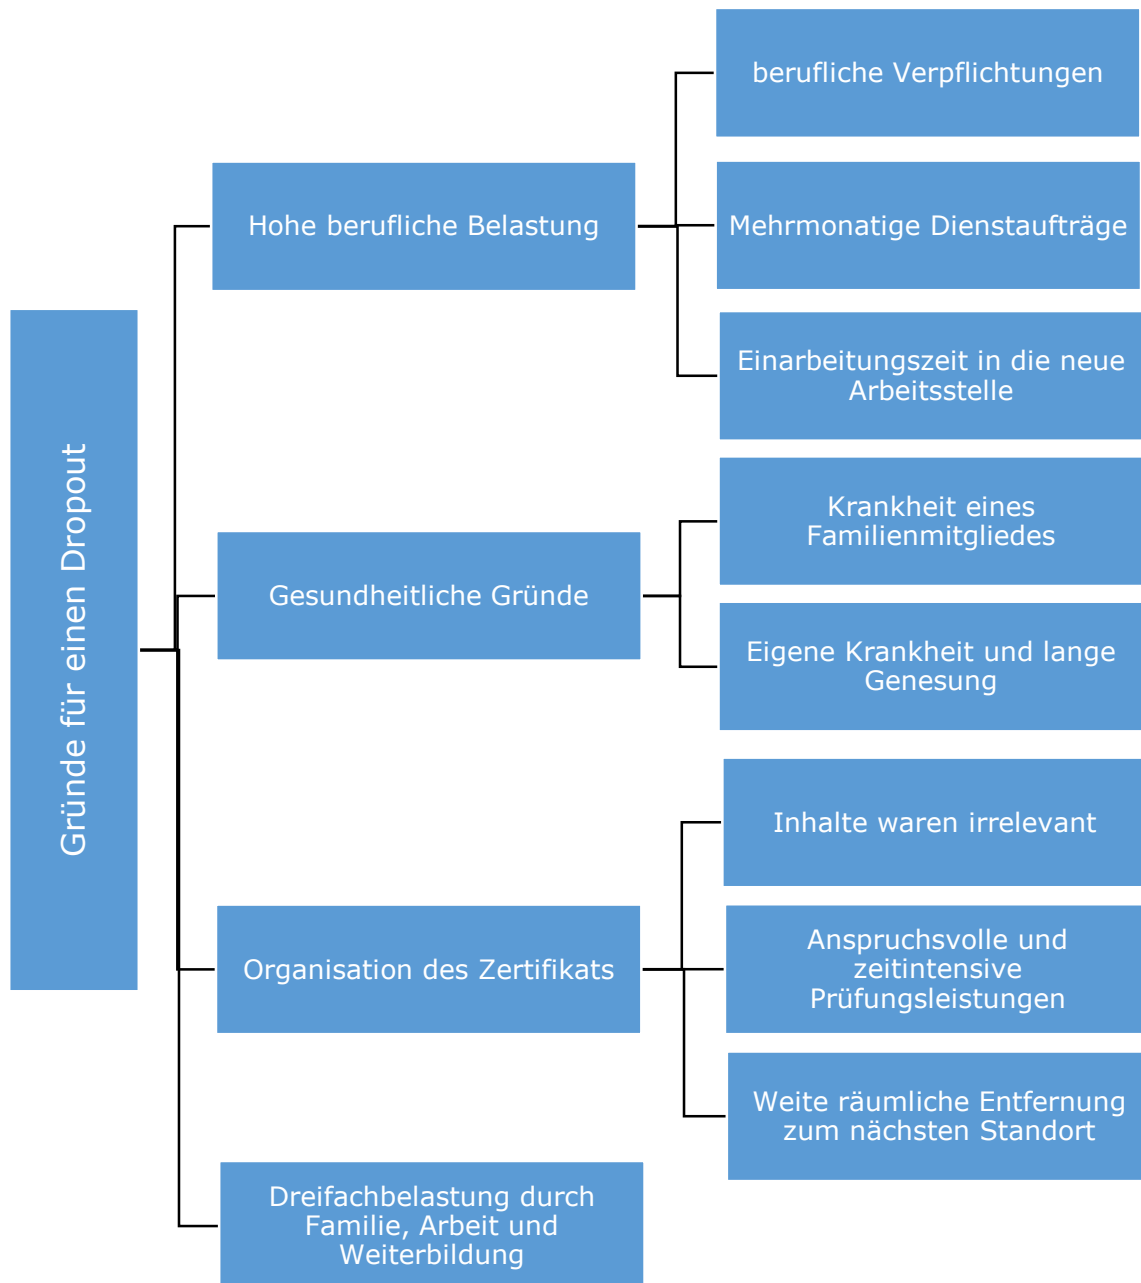 Gründe für einen Dropout
Hohe berufliche Belastung
berufliche Verpflichtungen
Mehrmonatige Dienstaufträge
Einarbeitungszeit in die neue
Arbeitsstelle
Gesundheitliche Gründe
Krankheit eines
Familienmitgliedes
Eigene Krankheit und lange
Genesung
Organisation des Zertifikats
Inhalte waren irrelevant
Anspruchsvolle und
zeitintensive
Prüfungsleistungen
Weite räumliche Entfernung
zum nächsten Standort
Dreifachbelastung durch
Familie, Arbeit und
Weiterbildung